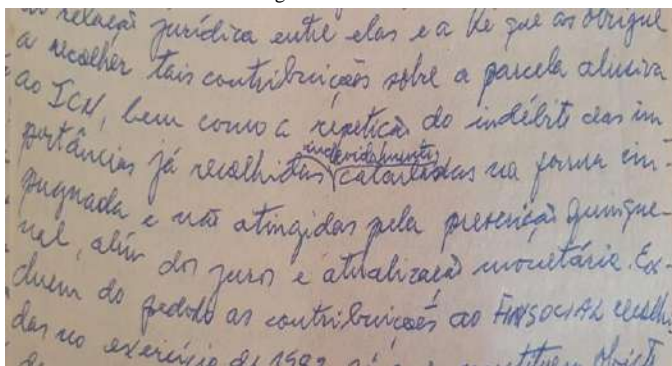 relação jurídica entre elas e a Ré que as obrigue
a recolher tais contribuições sobre a parcela alusiva
ao ICM, bem como a repetição do indébito das im
indevidamente
portâncias já recolhidas calculadas na forma im-
pugnada e não atingidas pela prescrição quinque
nal, além dos juros e atualização monetária. Ex-
cluem do pedido as contribuições ao FINSOCIAL recolhi
das no exercício de 1982